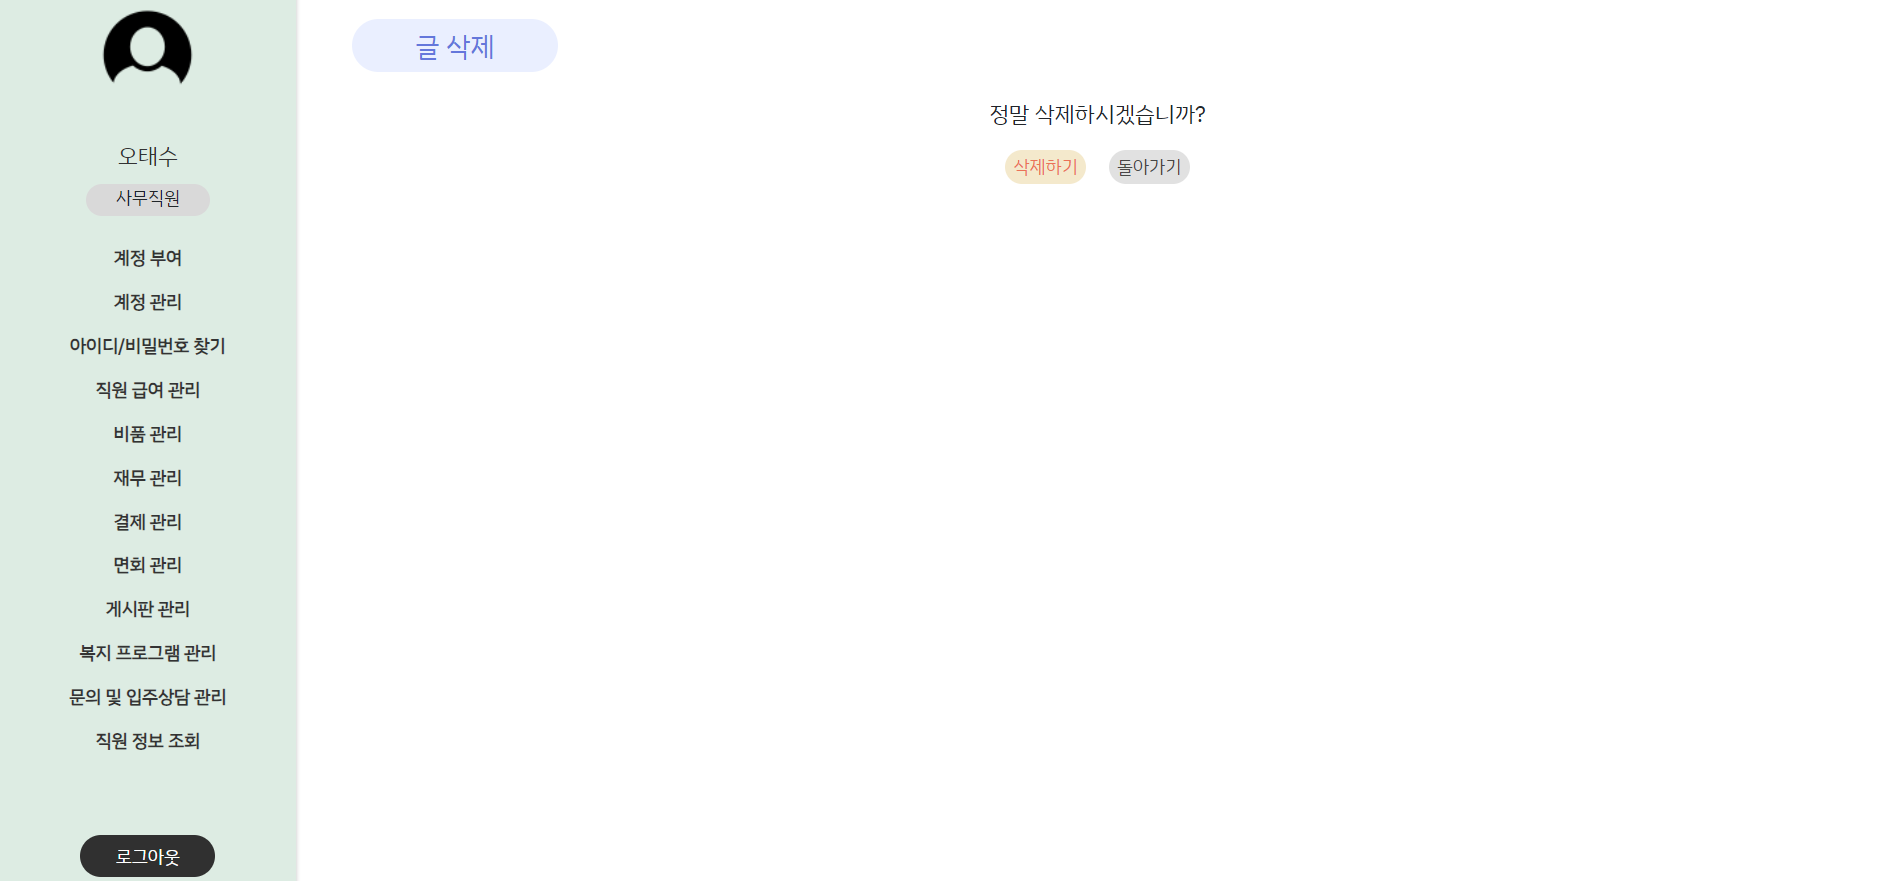 오태수
사무직원
계정 부여
계정 관리
아이디/비밀번호 찾기
직원 급여 관리
비품 관리
재무 관리
결제 관리
면회 관리
게시판 관리
복지 프로그램 관리
문의 및 입주상담 관리
직원 정보 조회
로그아웃
글 삭제
정말 삭제하시겠습니까?
삭제하기 돌아가기